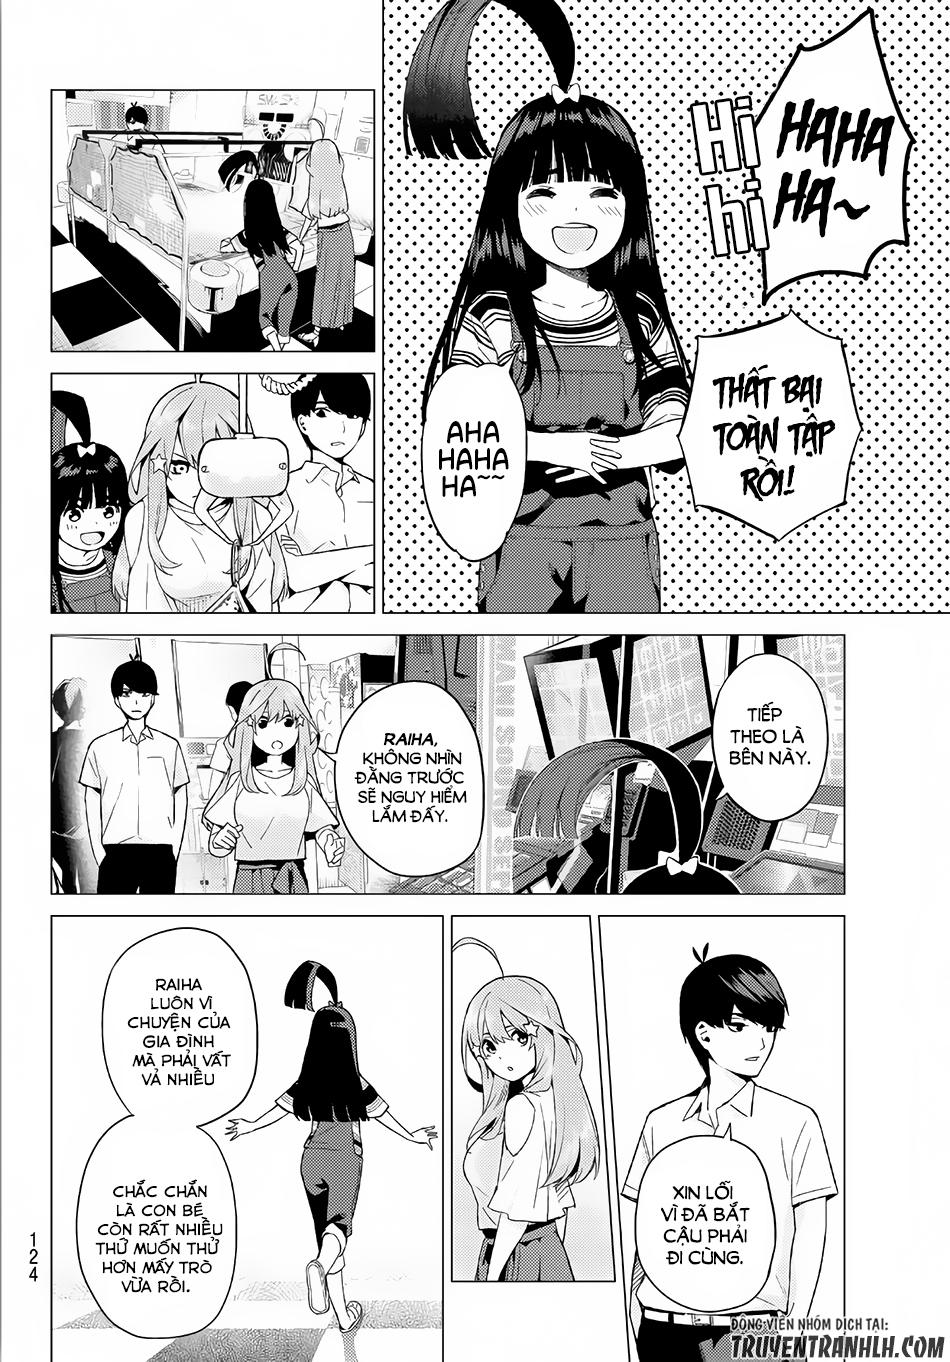 HAHA
HA~
Hi
hi
THẤT BẠI
TOÀN TẬP
RỒI!
AHA
HAHA
HA~~
TIẾP
THEO LÀ
BÊN NÀY.
RAIHA,
KHÔNG NHÌN
ĐẰNG TRƯỚC
SẼ NGUY HIỂM
LẮM ĐẤY.
XIN LỖI
VÌ ĐÃ BẮT
CẬU PHẢI
ĐI CÙNG.
RAIHA
LUÔN VÌ
CHUYỆN CỦA
GIA ĐÌNH
MÀ PHẢI VẤT
VẢ NHIỀU
CHẮC CHẮN
LÀ CON BÉ
CÒN RẤT NHIỀU
THỨ MUỐN THỬ
HƠN MẤY TRÒ
VỪA RỒI.
124
ĐỘNG VIÊN NHÓM DỊCH TẠI:
TRUYENTRANHLH.COM